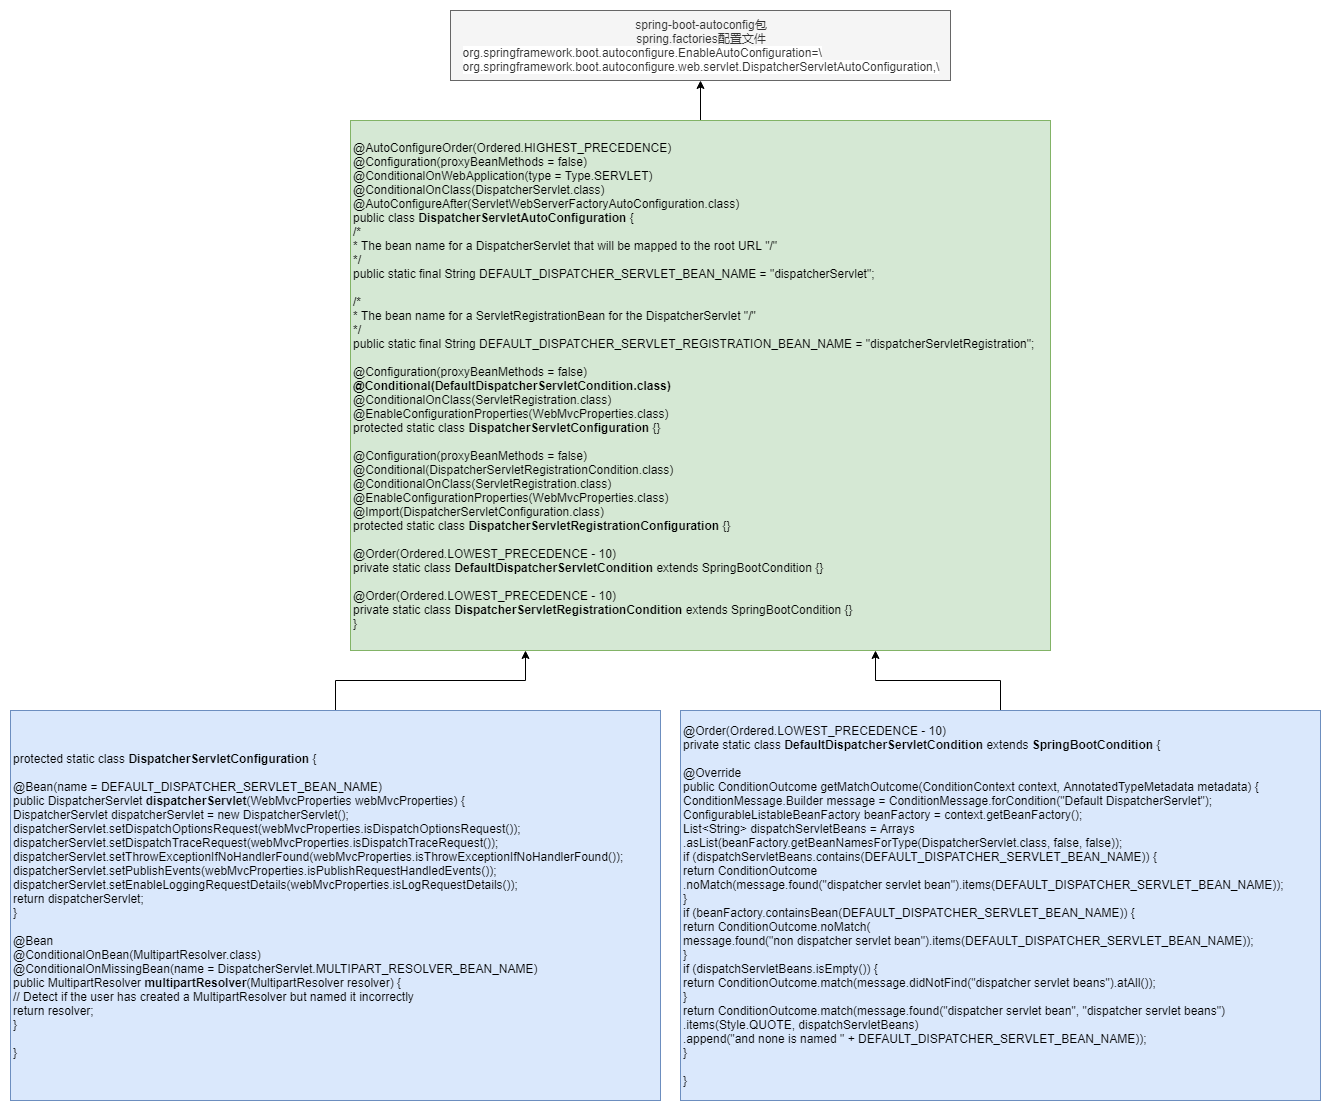 spring-boot-autoconfig包
spring.factories配置文件
org.springframework.boot.autoconfigure.EnableAutoConfiguration=\
org.springframework.boot.autoconfigure.web.servlet.DispatcherServletAutoConfiguration,\
@AutoConfigureOrder(Ordered.HIGHEST_PRECEDENCE)
@Configuration(proxyBeanMethods = false)
@ConditionalOnWebApplication(type = Type.SERVLET)
@ConditionalOnClass(DispatcherServlet.class)
@AutoConfigureAfter(ServletWebServerFactoryAutoConfiguration.class)
public class DispatcherServletAutoConfiguration {
/*
* The bean name for a DispatcherServlet that will be mapped to the root URL "/"
*/
public static final String DEFAULT_DISPATCHER_SERVLET_BEAN_NAME = "dispatcherServlet";
/*
* The bean name for a ServletRegistrationBean for the DispatcherServlet "/"
*/
public static final String DEFAULT_DISPATCHER_SERVLET_REGISTRATION_BEAN_NAME = "dispatcherServletRegistration";
@Configuration(proxyBeanMethods = false)
@Conditional(DefaultDispatcherServletCondition.class)
@ConditionalOnClass(ServletRegistration.class)
@EnableConfigurationProperties(WebMvcProperties.class)
protected static class DispatcherServletConfiguration {}
@Configuration(proxyBeanMethods = false)
@Conditional(DispatcherServletRegistrationCondition.class)
@ConditionalOnClass(ServletRegistration.class)
@EnableConfigurationProperties(WebMvcProperties.class)
@Import(DispatcherServletConfiguration.class)
protected static class DispatcherServletRegistrationConfiguration {}
@Order(Ordered.LOWEST_PRECEDENCE - 10)
private static class DefaultDispatcherServletCondition extends SpringBootCondition {}
@Order(Ordered.LOWEST_PRECEDENCE - 10)
private static class DispatcherServletRegistrationCondition extends SpringBootCondition {}
}
protected static class DispatcherServletConfiguration {
@Bean(name = DEFAULT_DISPATCHER_SERVLET_BEAN_NAME)
public DispatcherServlet dispatcherServlet(WebMvcProperties webMvcProperties) {
DispatcherServlet dispatcherServlet = new DispatcherServlet();
dispatcherServlet.setDispatchOptionsRequest(webMvcProperties.isDispatchOptionsRequest());
dispatcherServlet.setDispatchTraceRequest(webMvcProperties.isDispatchTraceRequest());
dispatcherServlet.setThrowExceptionIfNoHandlerFound(webMvcProperties.isThrowExceptionIfNoHandlerFound());
dispatcherServlet.setPublishEvents(webMvcProperties.isPublishRequestHandledEvents());
dispatcherServlet.setEnableLoggingRequestDetails(webMvcProperties.isLogRequestDetails());
return dispatcherServlet;
}
@Bean
@ConditionalOnBean(MultipartResolver.class)
@ConditionalOnMissingBean(name = DispatcherServlet.MULTIPART_RESOLVER_BEAN_NAME)
public MultipartResolver multipartResolver(MultipartResolver resolver) {
// Detect if the user has created a MultipartResolver but named it incorrectly
return resolver;
}
}
@Order(Ordered.LOWEST_PRECEDENCE - 10)
private static class DefaultDispatcherServletCondition extends SpringBootCondition {
@Override
public ConditionOutcome getMatchOutcome(ConditionContext context, AnnotatedTypeMetadata metadata) {
ConditionMessage.Builder message = ConditionMessage.forCondition("Default DispatcherServlet");
ConfigurableListableBeanFactory beanFactory = context.getBeanFactory();
List<String> dispatchServletBeans = Arrays
.asList(beanFactory.getBeanNamesForType(DispatcherServlet.class, false, false));
if (dispatchServletBeans.contains(DEFAULT_DISPATCHER_SERVLET_BEAN_NAME)) {
return ConditionOutcome
.noMatch(message.found("dispatcher servlet bean").items(DEFAULT_DISPATCHER_SERVLET_BEAN_NAME));
}
if (beanFactory.containsBean(DEFAULT_DISPATCHER_SERVLET_BEAN_NAME)) {
return ConditionOutcome.noMatch(
message.found("non dispatcher servlet bean").items(DEFAULT_DISPATCHER_SERVLET_BEAN_NAME));
}
if (dispatchServletBeans.isEmpty()) {
return ConditionOutcome.match(message.didNotFind("dispatcher servlet beans").atAll());
}
return ConditionOutcome.match(message.found("dispatcher servlet bean", "dispatcher servlet beans")
.items(Style.QUOTE, dispatchServletBeans)
.append("and none is named " + DEFAULT_DISPATCHER_SERVLET_BEAN_NAME));
}
}